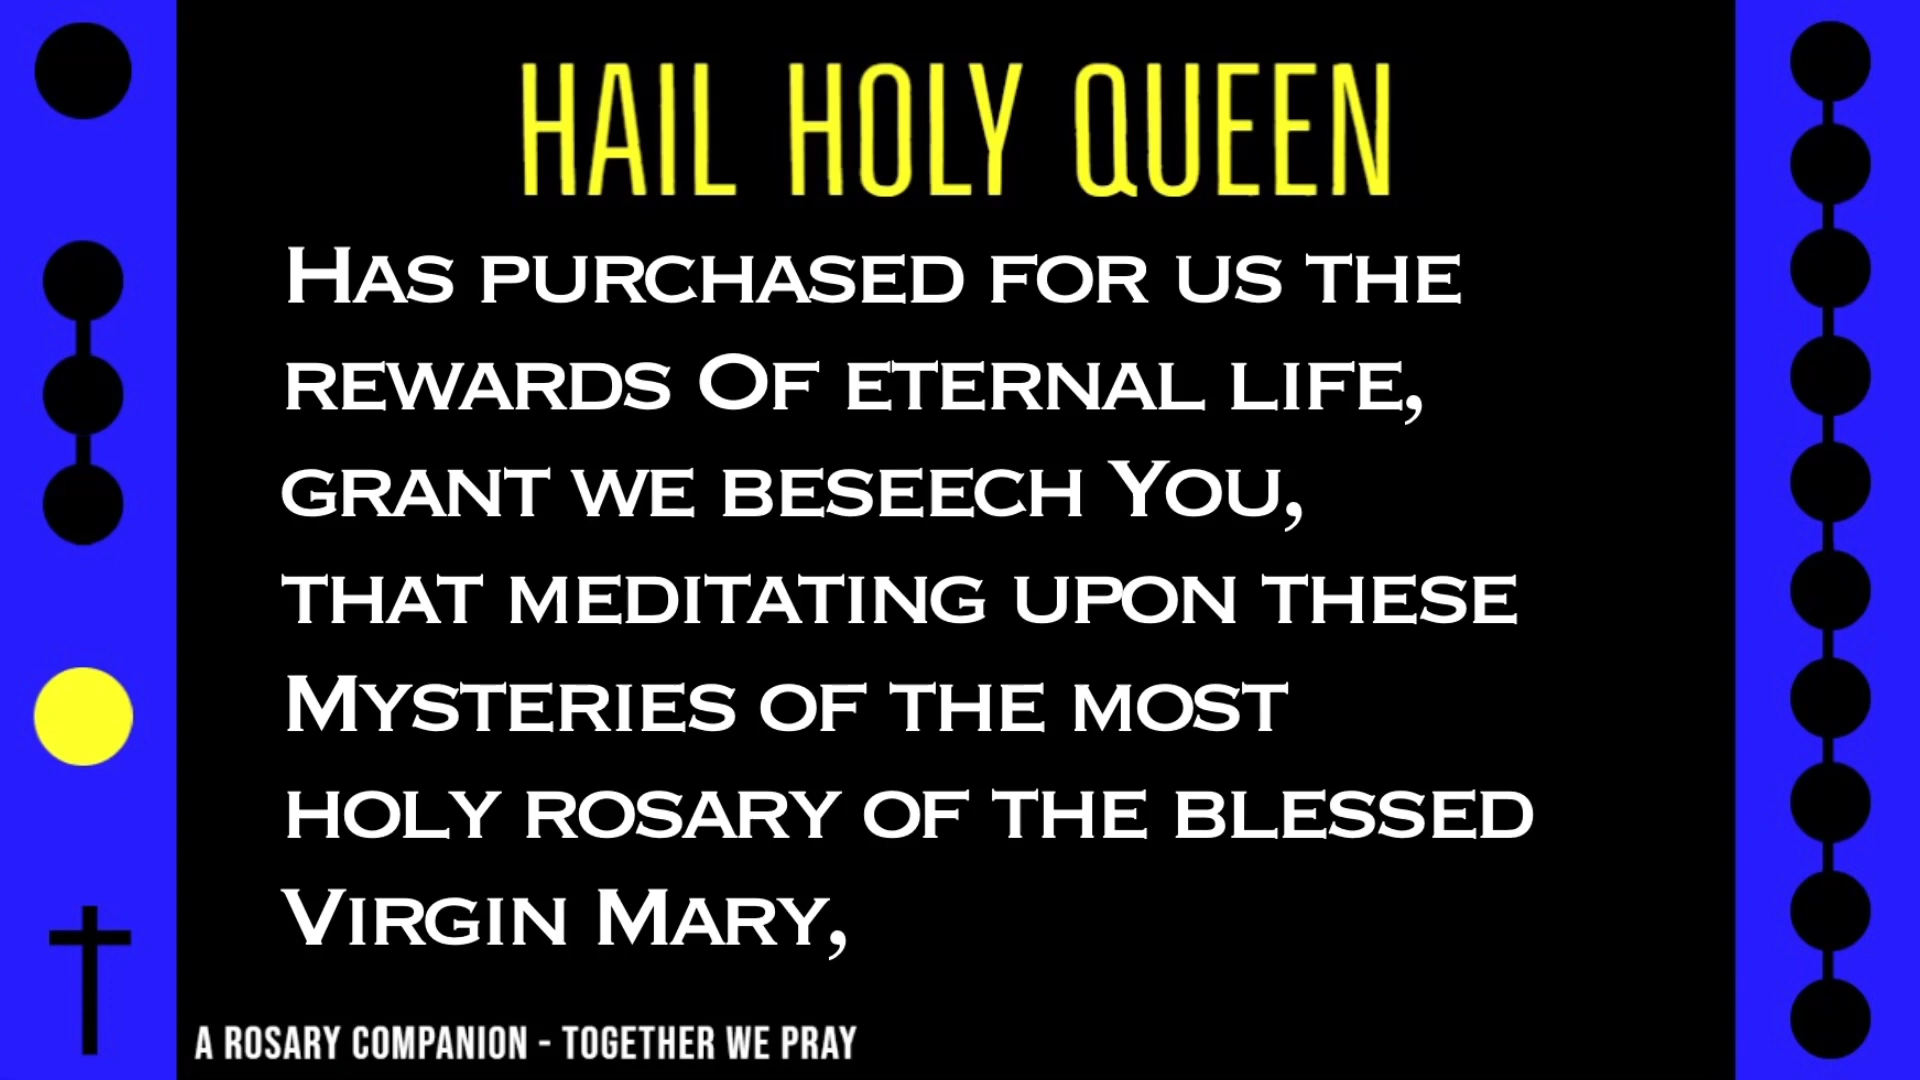 HAIL HOLY QUEEN
HAS PURCHASED FOR US THE
REWARDS OF ETERNAL LIFE,
GRANT WE BESEECH YOU,
THAT MEDITATING UPON THESE
MYSTERIES OF THE MOST
HOLY ROSARY OF THE BLESSED
VIRGIN MARY,
A ROSARY COMPANION - TOGETHER WE PRAY